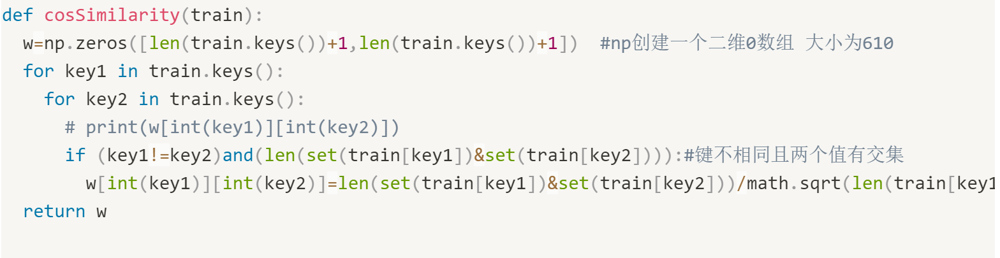 def cosSimilarity(train):
  w=np.zeros([len(train.keys())+1,len(train.keys())+1])  #np创建一个二维0数组 大小为610
  for key1 in train.keys():
    for key2 in train.keys():
      # print(w[int(key1)][int(key2)])
      if (key1!=key2)and(len(set(train[key1])&set(train[key2]))):#键不相同且两个值有交集
        w[int(key1)][int(key2)]=len(set(train[key1])&set(train[key2]))/math.sqrt(len(train[key1
  return w